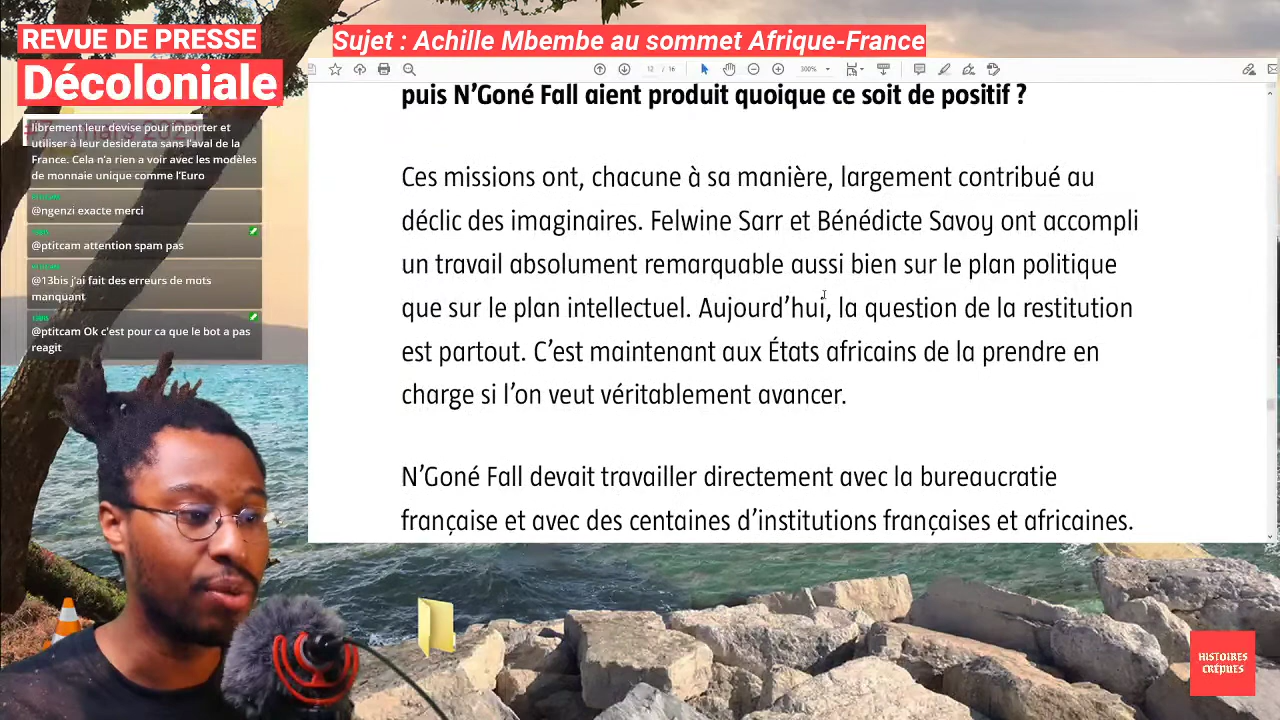 REVUE DE PRESSE
Décoloniale
Sujet : Achille Mbembe au sommet Afrique-France
12 / 16
300%
librement leur devise pour importer et
utiliser à leur desiderata sans l'aval de la
France. Cela n'a rien a voir avec les modèles
de monnaie unique comme l'Euro
@ngenzi exacte merci
@ptitcam attention spam pas
@13bis j'ai fait des erreurs de mots
manquant
@ptitcam Ok c'est pour ca que le bot a pas
reagit
puis N'Goné Fall aient produit quoique ce soit de positif ?
Ces missions ont, chacune à sa manière, largement contribué au
déclic des imaginaires. Felwine Sarr et Bénédicte Savoy ont accompli
un travail absolument remarquable aussi bien sur le plan politique
que sur le plan intellectuel. Aujourd'hui, la question de la restitution
est partout. C'est maintenant aux États africains de la prendre en
charge si l'on veut véritablement avancer.
N'Goné Fall devait travailler directement avec la bureaucratie
française et avec des centaines d'institutions françaises et africaines.
HISTOIRES
CRÉPUES